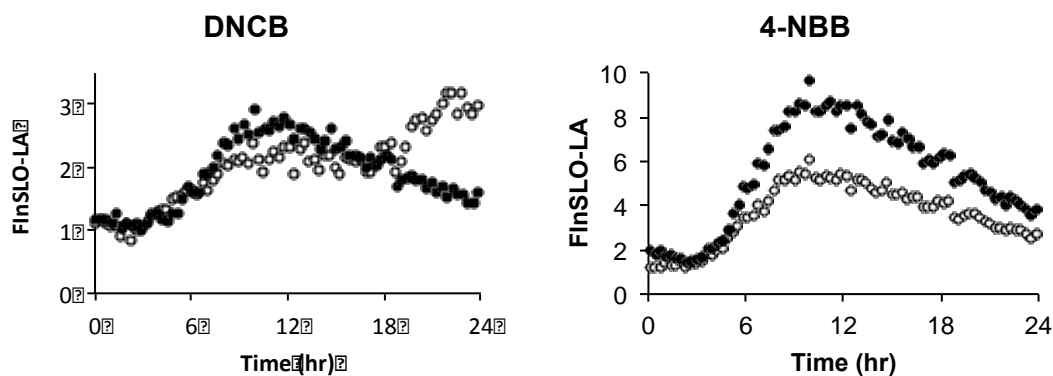 DNCB
FInSLO-LA⍰
3⍰
2⍰
1⍰
0⍰
0⍰ 6⍰ 12⍰ 18⍰ 24⍰
Time⍰(hr)⍰
4-NBB
FInSLO-LA
10
8
6
4
2
0
0 6 12 18 24
Time (hr)